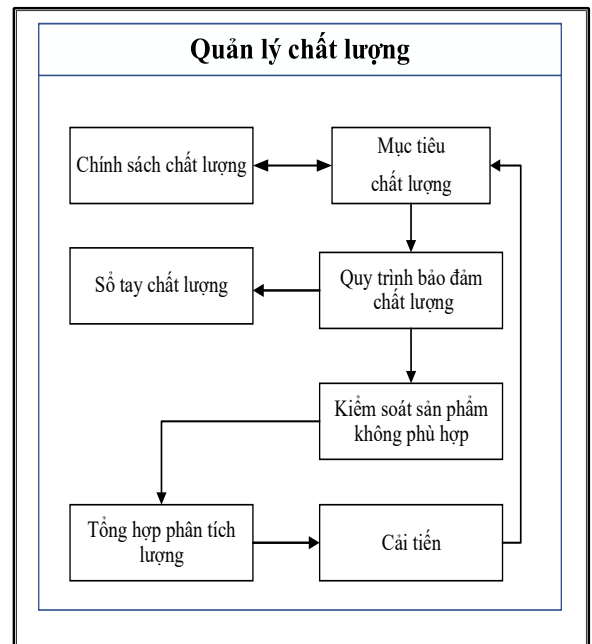 Quản lý chất lượng
Chính sách chất lượng
Mục tiêu
chất lượng
Sổ tay chất lượng
Quy trình bảo đảm
chất lượng
Kiểm soát sản phẩm
không phù hợp
Tổng hợp phân tích
lượng
Cải tiến